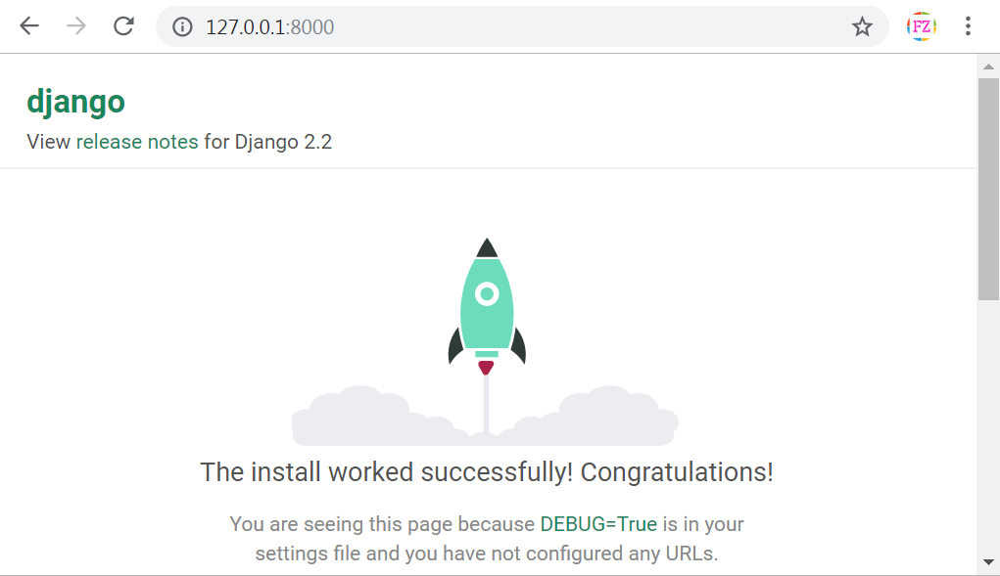 127.0.0.1:8000
FZ
django
View release notes for Django 2.2
The install worked successfully! Congratulations!
You are seeing this page because DEBUG=True is in your
settings file and you have not configured any URLs.